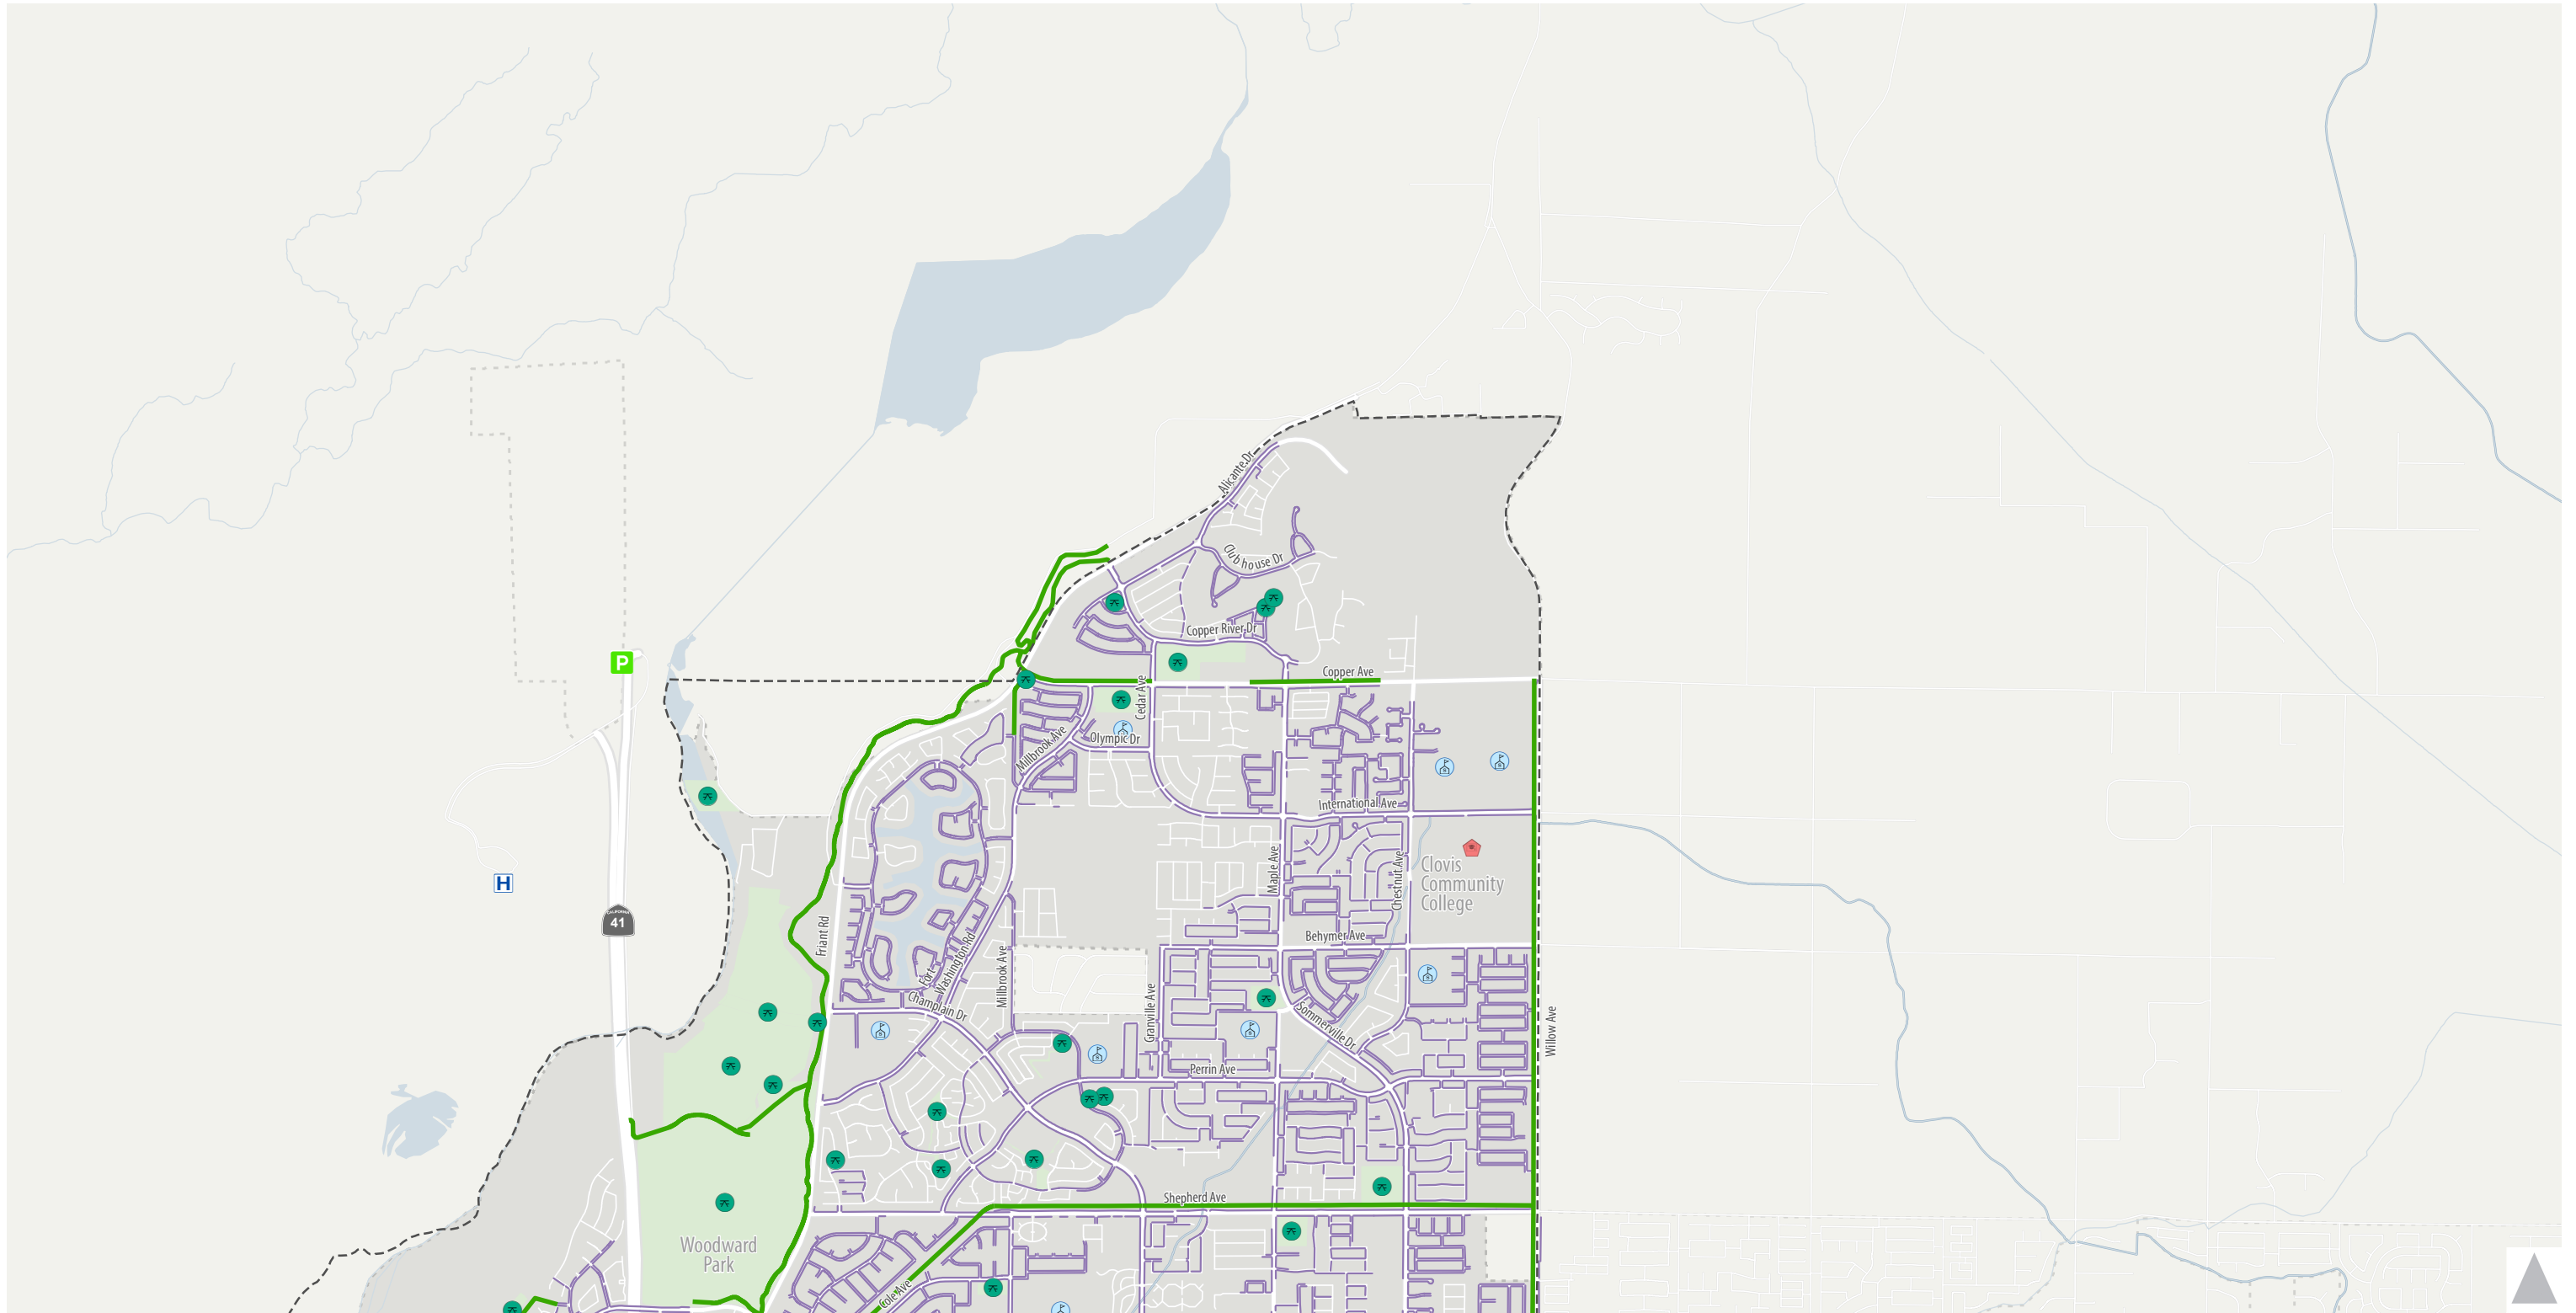 Alicante Dr
Club house Dr
Copper River Dr
P
Copper Ave
Cedar Ave
Olympic Dr
Millbrook Ave
International Ave
Maple Ave
Chestnut Ave
Clovis
Community
College
H
CALIFORNIA
41
Friant Rd
Behymer Ave
Fort
Washington Rd
Millbrook Ave
Champlain Dr
Granville Ave
Sommerville Dr
Willow Ave
Perrin Ave
Shepherd Ave
Woodward
Park
Cole Ave